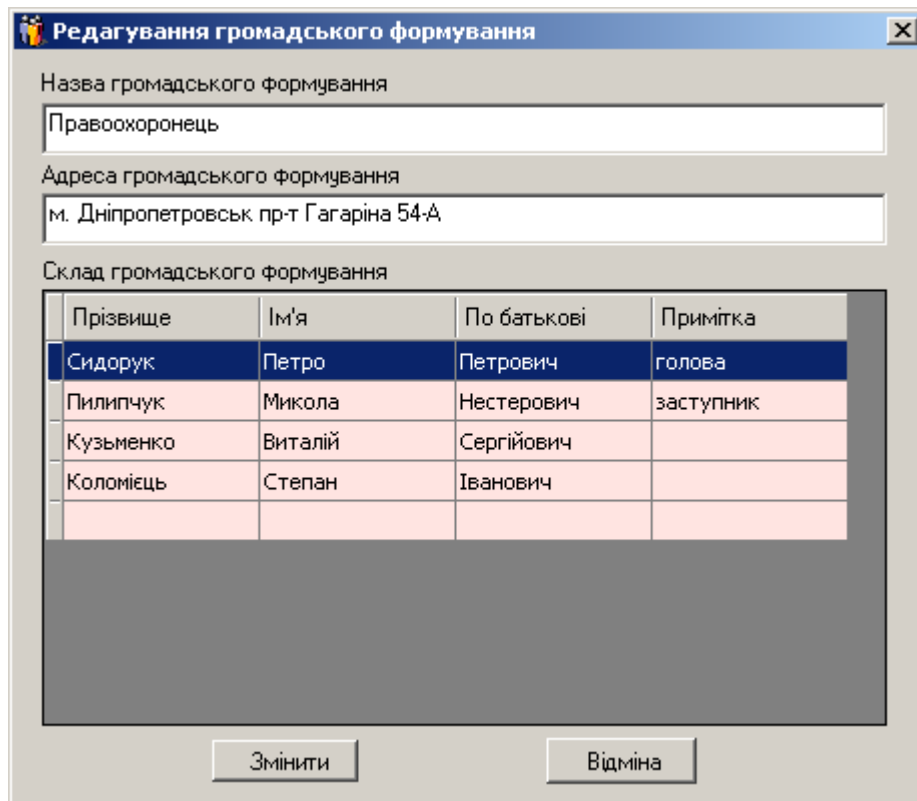 Редагування громадського формування
Назва громадського формування
Правоохоронець
Адреса громадського формування
м. Дніпропетровськ пр-т Гагаріна 54-А
Склад громадського формування
Прізвище Ім'я По батькові Примітка
Сидорук Петро Петрович голова
Пилипчук Микола Нестерович заступник
Кузьменко Виталій Сергійович
Коломієць Степан Іванович
Змінити Відміна